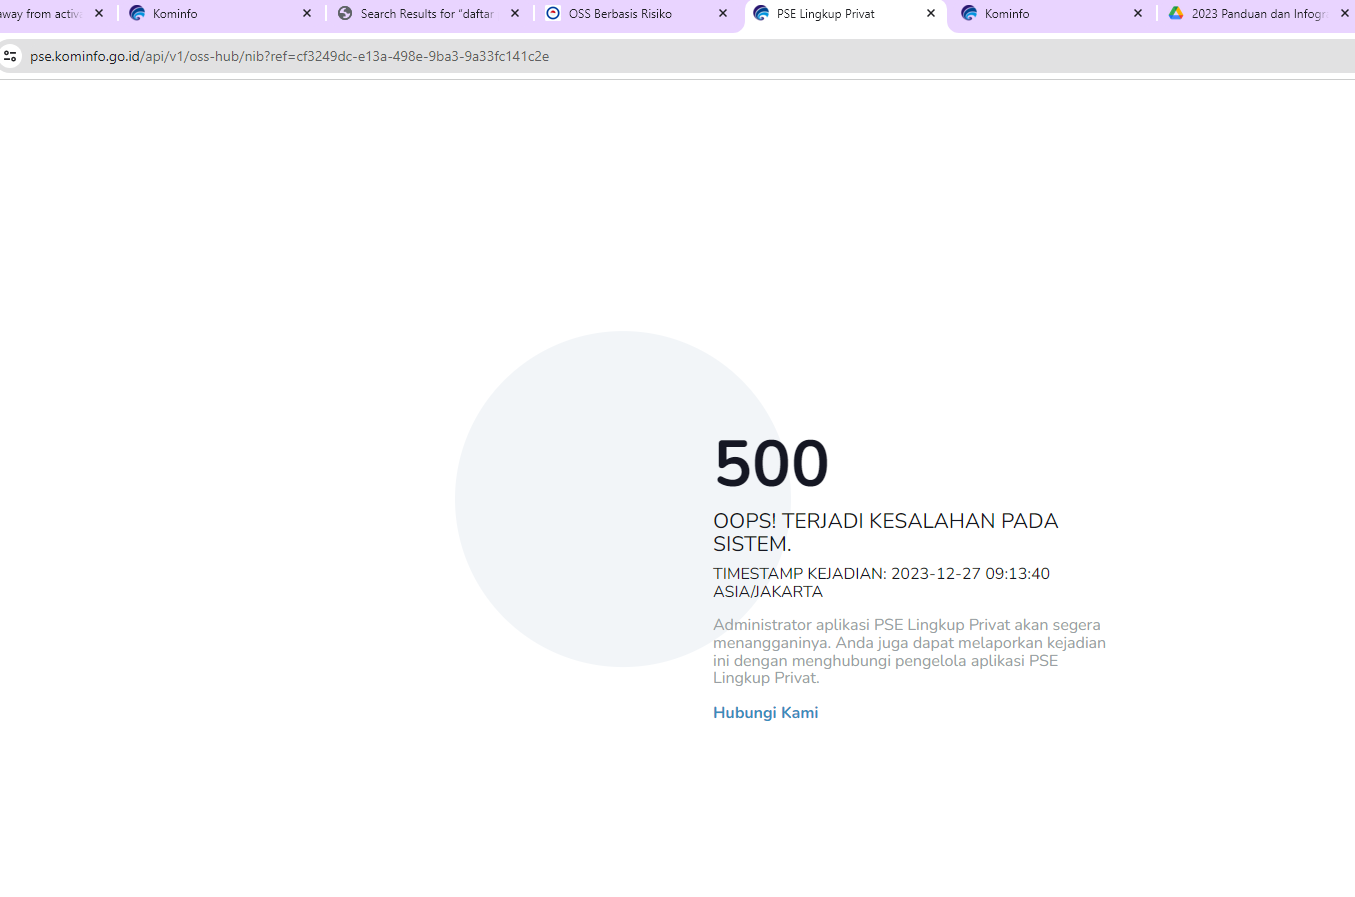 away from activ
Kominfo
Search Results for “daftar
OSS Berbasis Risiko
PSE Lingkup Privat
Kominfo
2023 Panduan dan Infogr
pse.kominfo.go.id/api/v1/oss-hub/nib?ref=cf3249dc-e13a-498e-9ba3-9a33fc141c2e
500
OOPS! TERJADI KESALAHAN PADA
SISTEM.
TIMESTAMP KEJADIAN: 2023-12-27 09:13:40
ASIA/JAKARTA
Administrator aplikasi PSE Lingkup Privat akan segera
menangganinya. Anda juga dapat melaporkan kejadian
ini dengan menghubungi pengelola aplikasi PSE
Lingkup Privat.
Hubungi Kami